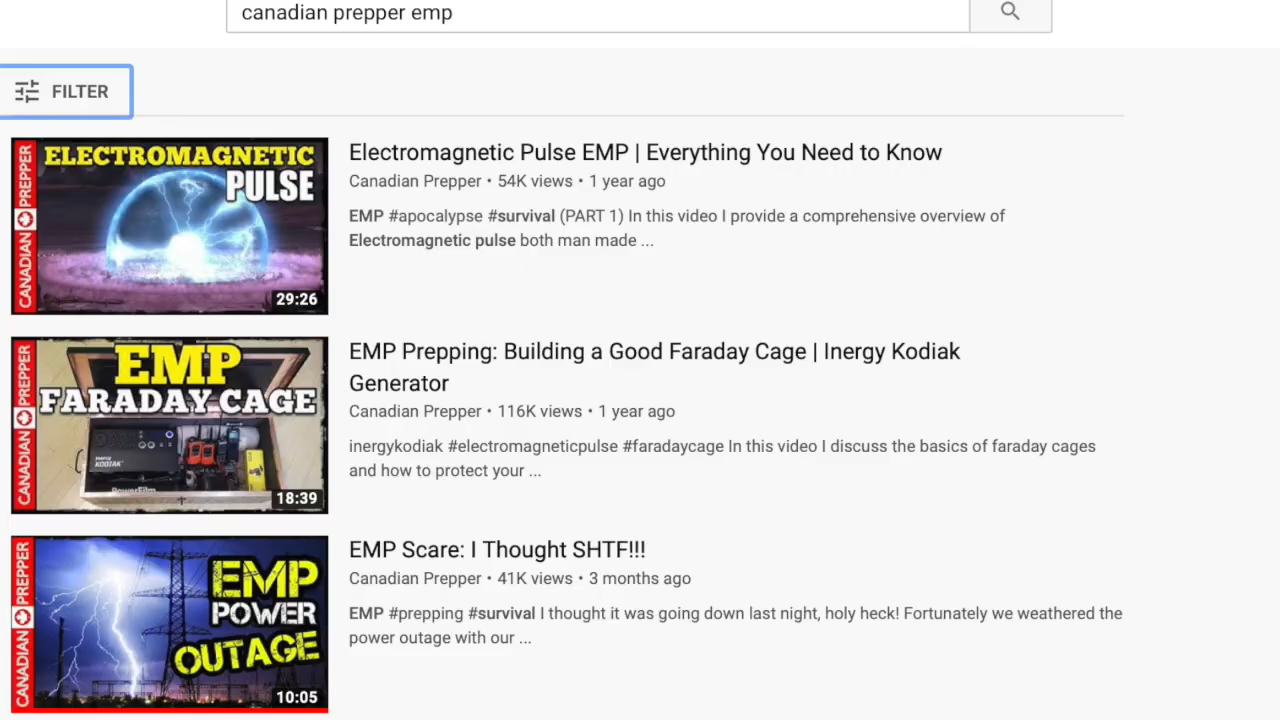 canadian prepper emp
FILTER
CANADIAN PREPPER
ELECTROMAGNETIC
PULSE
29:26
Electromagnetic Pulse EMP | Everything You Need to Know
Canadian Prepper • 54K views • 1 year ago
EMP #apocalypse #survival (PART 1) In this video I provide a comprehensive overview of
Electromagnetic pulse both man made ...
CANADIAN PREPPER
EMP
FARADAY CAGE
KODIAK
PowerFilm
18:39
EMP Prepping: Building a Good Faraday Cage | Inergy Kodiak
Generator
Canadian Prepper • 116K views • 1 year ago
inergykodiak #electromagneticpulse #faradaycage In this video I discuss the basics of faraday cages
and how to protect your ...
CANADIAN PREPPER
EMP
POWER
OUTAGE
10:05
EMP Scare: I Thought SHTF!!!
Canadian Prepper • 41K views • 3 months ago
EMP #prepping #survival I thought it was going down last night, holy heck! Fortunately we weathered the
power outage with our ...